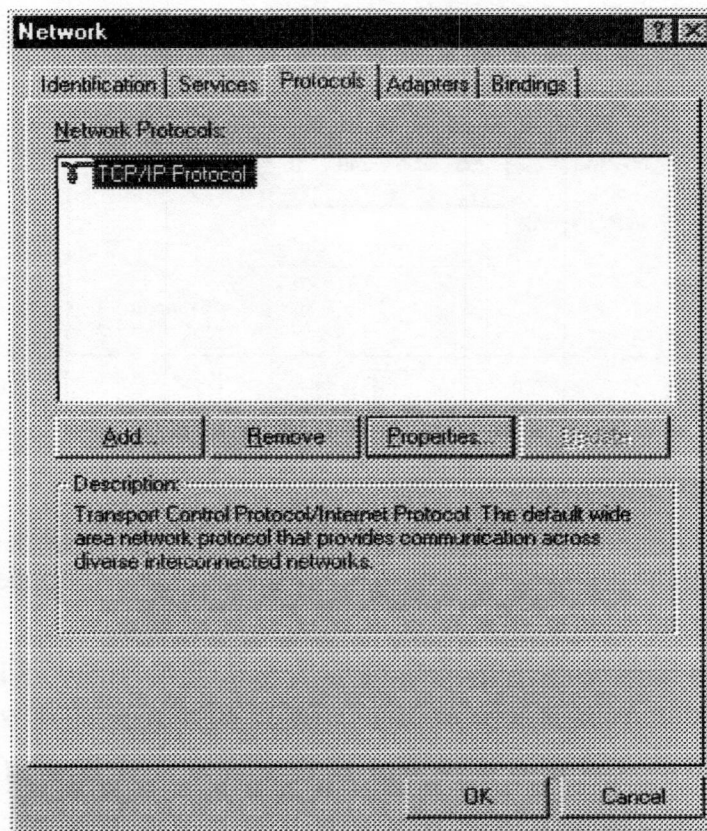 Network
Identification Services Protocols Adapters Bindings
Network Protocols:
TCP/IP Protocol
Add... Remove Properties... Update
Description:
Transport Control Protocol/Internet Protocol. The default wide
area network protocol that provides communication across
diverse interconnected networks.
OK Cancel